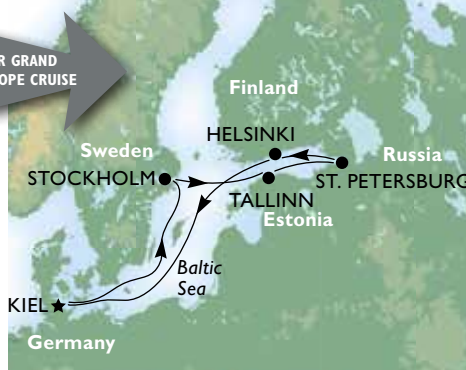 R GRAND
OPE CRUISE
Finland
HELSINKI
Sweden
Russia
STOCKHOLM
ST. PETERSBURG
TALLINN
Estonia
Baltic
Sea
KIEL
Germany